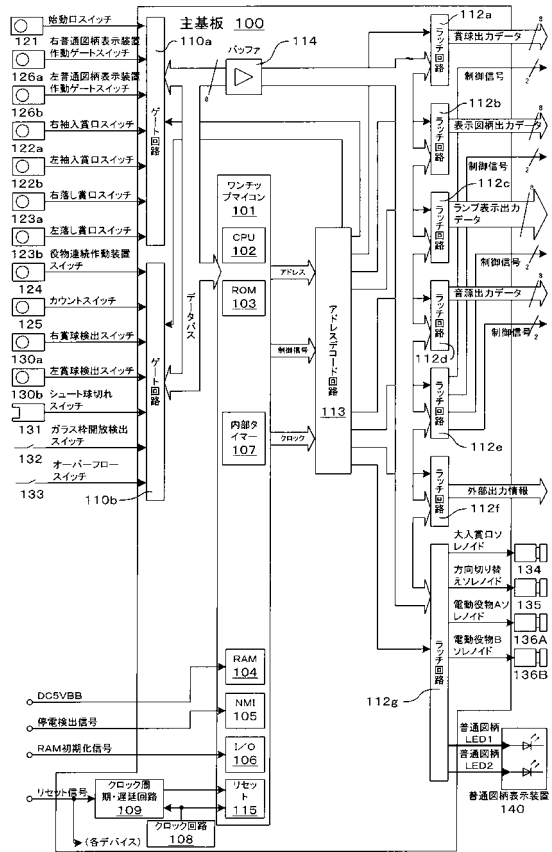 主基板 100
始動口スイッチ
121
右普通図柄表示装置
作動ゲートスイッチ
126a
左普通図柄表示装置
作動ゲートスイッチ
126b
右袖入賞口スイッチ
122a
左袖入賞口スイッチ
122b
右落し賞口スイッチ
123a
左落し賞口スイッチ
123b
役物連続作動装置
スイッチ
124
カウントスイッチ
125
右賞球検出スイッチ
130a
左賞球検出スイッチ
130b
シュート球切れ
スイッチ
131
ガラス枠開放検出
スイッチ
132
オーバーフロー
スイッチ
133
110a
ゲート回路
ゲート回路
110b
バッファ
114
8
データバス
ワンチッ
プマイコン
101
CPU
102
ROM
103
内部タ
イマー
107
RAM
104
NMI
105
I/O
106
リセッ
ト
115
アドレス
制御信号
クロック
アドレスデコード回路
113
DC5VBB
停電検出信号
RAM初期化信号
リセット信号
クロック周
期・遅延回路
109
クロック回路
108
(各デバイス)
112a
ラッチ回路
賞球出力データ
8
制御信号
2
112b
ラッチ回路
表示図柄出力データ
8
制御信号
2
112c
ラッチ回路
ランプ表示出力
データ
8
制御信号
2
ラッチ回路
112d
音源出力データ
8
制御信号
2
ラッチ回路
112e
ラッチ回路
112f
外部出力情報
ラッチ回路
112g
大入賞口ソ
レノイド
134
方向切り替
えソレノイド
135
電動役物Aソ
レノイド
136A
電動役物B
ソレノイド
136B
普通図柄
LED1
普通図柄
LED2
普通図柄表示装置
140